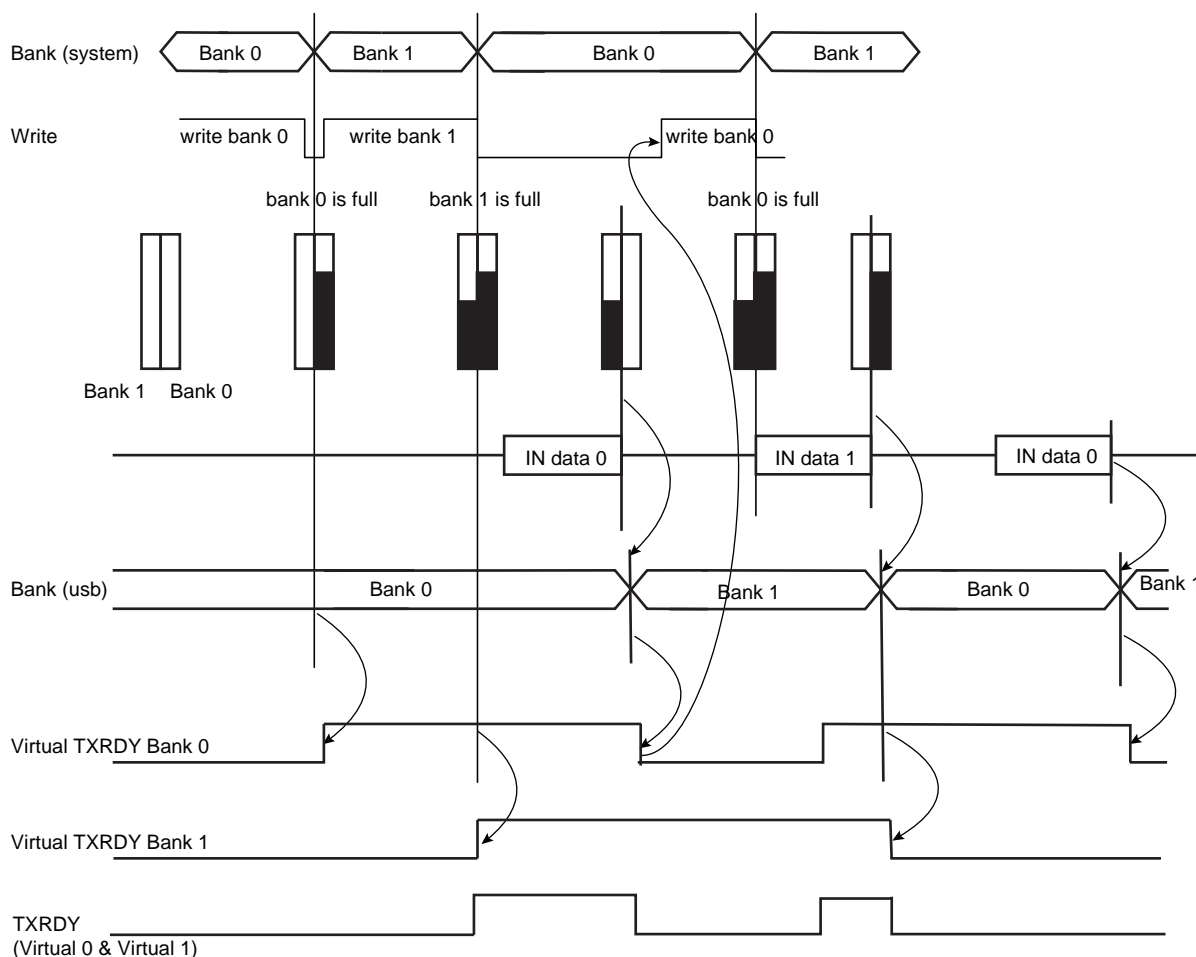 Bank (system)
Bank 0
Bank 1
Bank 0
Bank 1
Write
write bank 0
write bank 1
write bank 0
bank 0 is full
bank 1 is full
bank 0 is full
Bank 1
Bank 0
IN data 0
IN data 1
IN data 0
Bank (usb)
Bank 0
Bank 1
Bank 0
Bank 1
Virtual TXRDY Bank 0
Virtual TXRDY Bank 1
TXRDY
(Virtual 0 & Virtual 1)